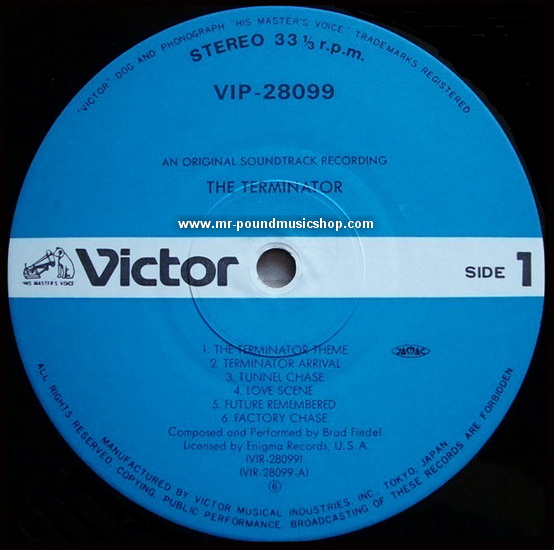 "VICTOR" DOG AND PHONOGRAPH "HIS MASTER'S VOICE" TRADEMARKS REGISTERED
STEREO 33 1/3 r.p.m.
VIP-28099
AN ORIGINAL SOUNDTRACK RECORDING
THE TERMINATOR
www.mr-poundmusicshop.com
"HIS MASTER'S VOICE"
Victor
SIDE 1
1. THE TERMINATOR THEME
2. TERMINATOR ARRIVAL
3. TUNNEL CHASE
4. LOVE SCENE
5. FUTURE REMEMBERED
6. FACTORY CHASE
Composed and Performed by Brad Fiedel
Licensed by Enigma Records, U.S.A.
(VIR-28099)
(VIR-28099-A)
⑥
ALL RIGHTS RESERVED. COPYING, PUBLIC PERFORMANCE, BROADCASTING OF THESE RECORDS ARE FORBIDDEN
MANUFACTURED BY VICTOR MUSICAL INDUSTRIES, INC. TOKYO, JAPAN